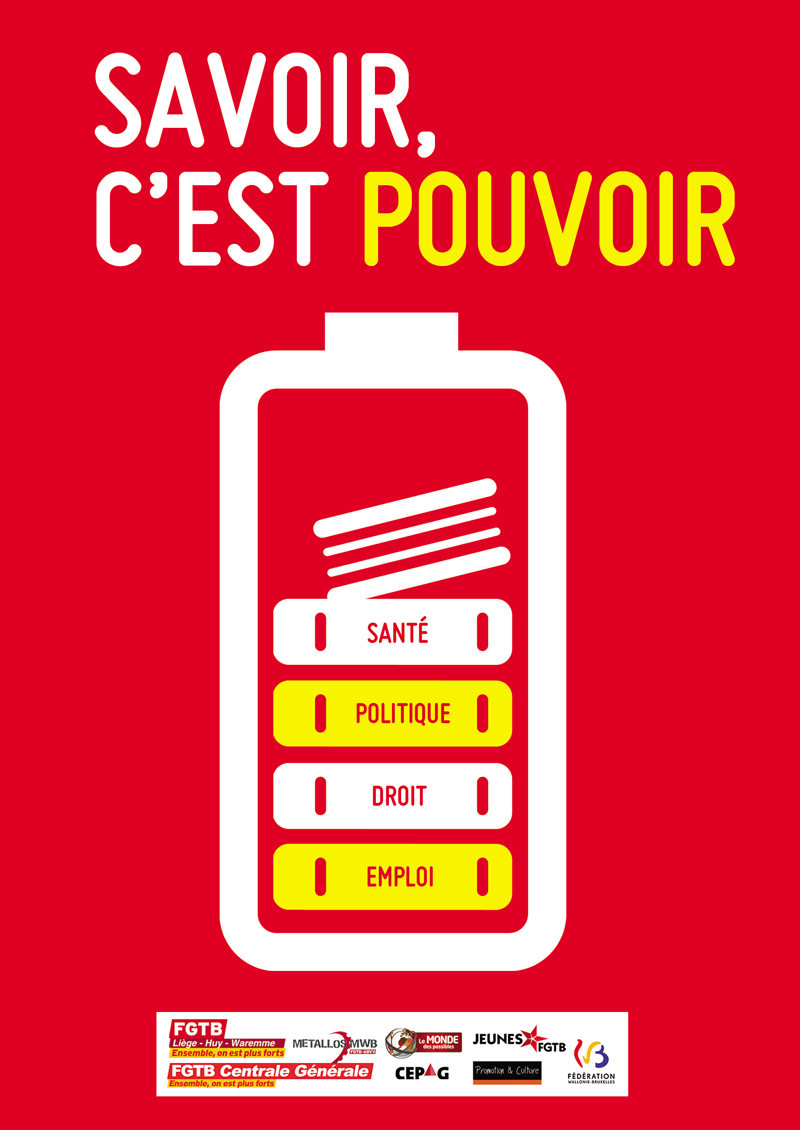 SAVOIR,
C'EST POUVOIR
SANTÉ
POLITIQUE
DROIT
EMPLOI
FGTB
Liège - Huy - Waremme
Ensemble, on est plus forts
METALLOS MWB
FGTB-ABVV
Le MONDE
des possibles
JEUNES FGTB
FGTB Centrale Générale
Ensemble, on est plus forts
CEPAG
Promotion & Culture
FÉDÉRATION
WALLONIE-BRUXELLES